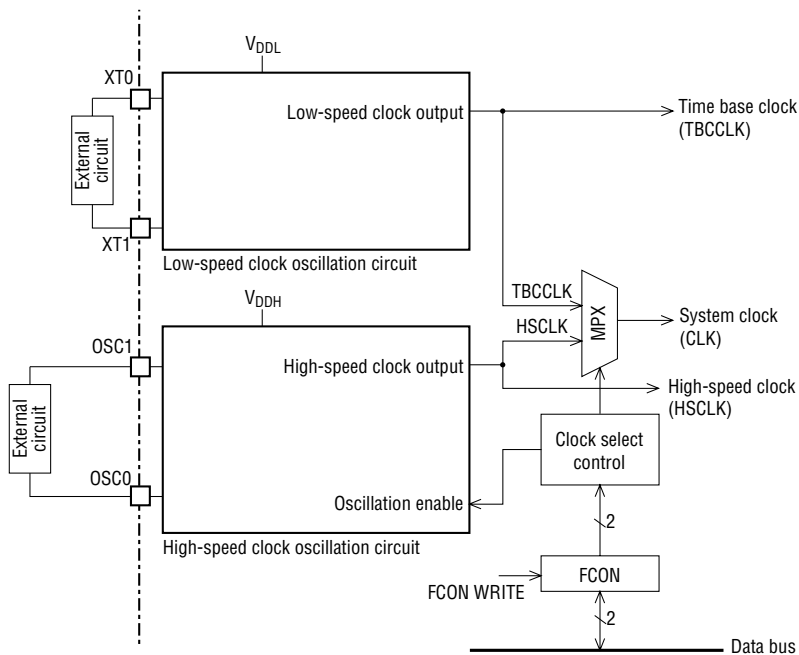 VDDL
XT0
Low-speed clock output
Time base clock
(TBCCLK)
External
circuit
XT1
Low-speed clock oscillation circuit
VDDH
TBCCLK
HSCLK
MPX
System clock
(CLK)
OSC1
High-speed clock output
High-speed clock
(HSCLK)
External
circuit
Clock select
control
OSC0
Oscillation enable
High-speed clock oscillation circuit
2
FCON
FCON WRITE
2
Data bus